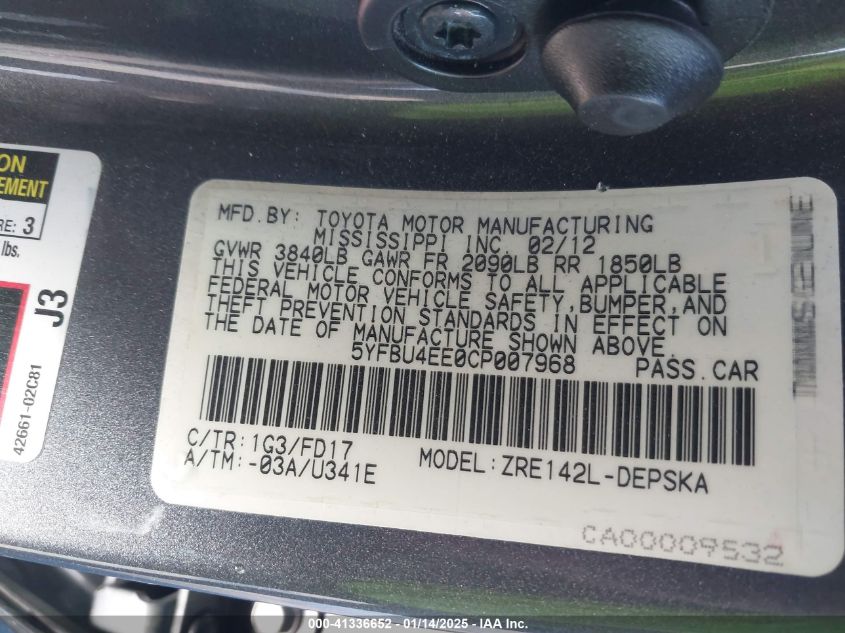 ON
EMENT
RE: 3
lbs.
J3
42661-02C81
MFD.BY: TOYOTA MOTOR MANUFACTURING
MISSISSIPPI INC. 02/12
GVWR 3840LB GAWR FR 2090LB RR 1850LB
THIS VEHICLE CONFORMS TO ALL APPLICABLE
FEDERAL MOTOR VEHICLE SAFETY,BUMPER,AND
THEFT PREVENTION STANDARDS IN EFFECT ON
THE DATE OF MANUFACTURE SHOWN ABOVE.
5YFBU4EE0CP007968 PASS.CAR
C/TR:1G3/FD17
A/TM:-03A/U341E MODEL:ZRE142L-DEPSKA
CA00009532
000-41336652 - 01/14/2025 - IAA Inc.